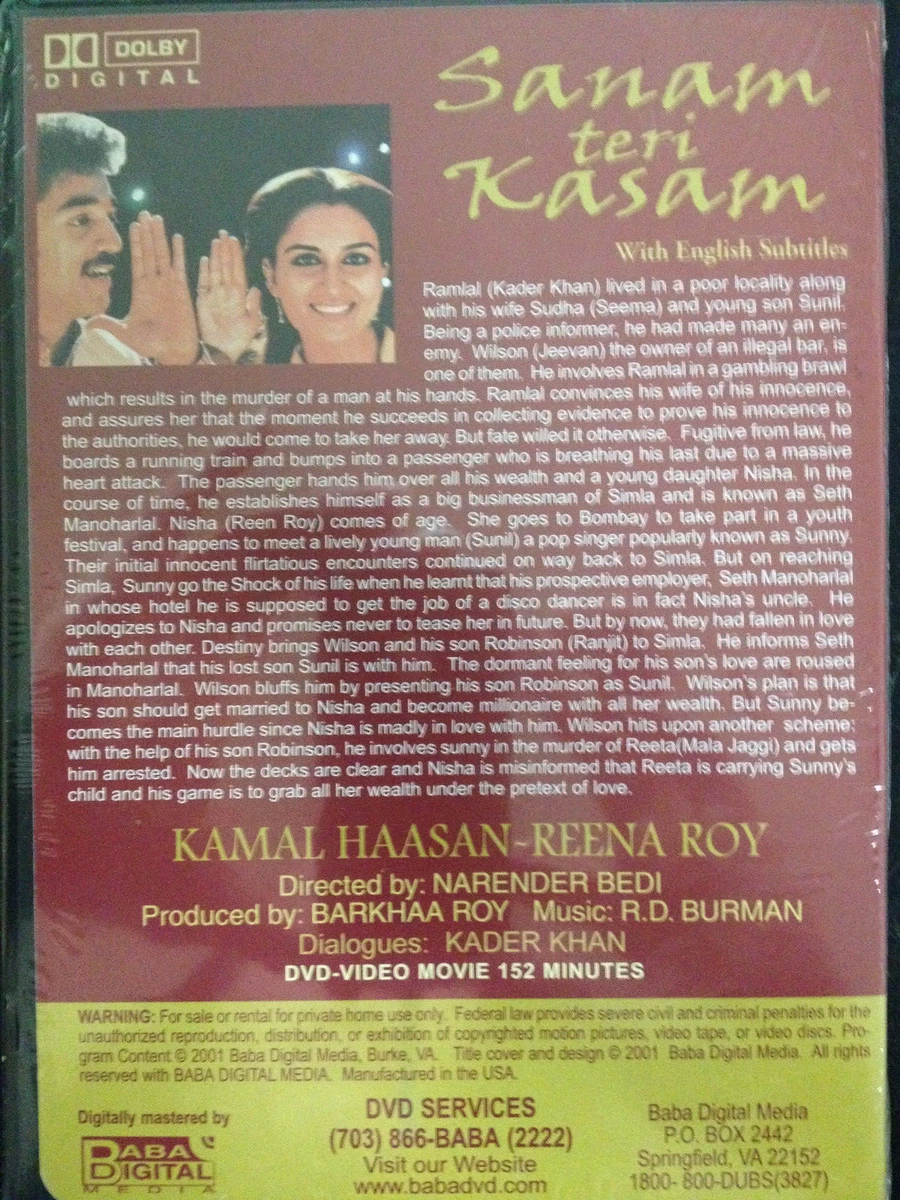 DOLBY
DIGITAL
Sanam
teri
Kasam
With English Subtitles
Ramlal (Kader Khan) lived in a poor locality along
with his wife Sudha (Seema) and young son Sunil.
Being a police informer, he had made many an en-
emy. Wilson (Jeevan) the owner of an illegal bar, is
one of them. He involves Ramlal in a gambling brawl
which results in the murder of a man at his hands. Ramlal convinces his wife of his innocence,
and assures her that the moment he succeeds in collecting evidence to prove his innocence to
the authorities, he would come to take her away. But fate willed it otherwise. Fugitive from law, he
boards a running train and bumps into a passenger who is breathing his last due to a massive
heart attack. The passenger hands him over all his wealth and a young daughter Nisha. In the
course of time, he establishes himself as a big businessman of Simla and is known as Seth
Manoharlal. Nisha (Reen Roy) comes of age. She goes to Bombay to take part in a youth
festival, and happens to meet a lively young man (Sunil) a pop singer popularly known as Sunny.
Their initial innocent flirtatious encounters continued on way back to Simla. But on reaching
Simla, Sunny go the Shock of his life when he learnt that his prospective employer, Seth Manoharlal
in whose hotel he is supposed to get the job of a disco dancer is in fact Nisha's uncle. He
apologizes to Nisha and promises never to tease her in future. But by now, they had fallen in love
with each other. Destiny brings Wilson and his son Robinson (Ranjit) to Simla. He informs Seth
Manoharlal that his lost son Sunil is with him. The dormant feeling for his son's love are roused
in Manoharlal. Wilson bluffs him by presenting his son Robinson as Sunil. Wilson's plan is that
his son should get married to Nisha and become millionaire with all her wealth. But Sunny be-
comes the main hurdle since Nisha is madly in love with him. Wilson hits upon another scheme:
with the help of his son Robinson, he involves sunny in the murder of Reeta(Mala Jaggi) and gets
him arrested. Now the decks are clear and Nisha is misinformed that Reeta is carrying Sunny's
child and his game is to grab all her wealth under the pretext of love.
KAMAL HAASAN-REENA ROY
Directed by: NARENDER BEDI
Produced by: BARKHAA ROY Music: R.D. BURMAN
Dialogues: KADER KHAN
DVD-VIDEO MOVIE 152 MINUTES
WARNING: For sale or rental for private home use only. Federal law provides severe civil and criminal penalties for the
unauthorized reproduction, distribution, or exhibition of copyrighted motion pictures, video tape, or video discs. Pro-
gram Content © 2001 Baba Digital Media, Burke, VA. Title cover and design © 2001 Baba Digital Media. All rights
reserved with BABA DIGITAL MEDIA. Manufactured in the USA.
Digitally mastered by
BABA
DIGITAL
MEDIA
DVD SERVICES
(703) 866-BABA (2222)
Visit our Website
www.babadvd.com
Baba Digital Media
P.O. BOX 2442
Springfield, VA 22152
1800- 800-DUBS(3827)